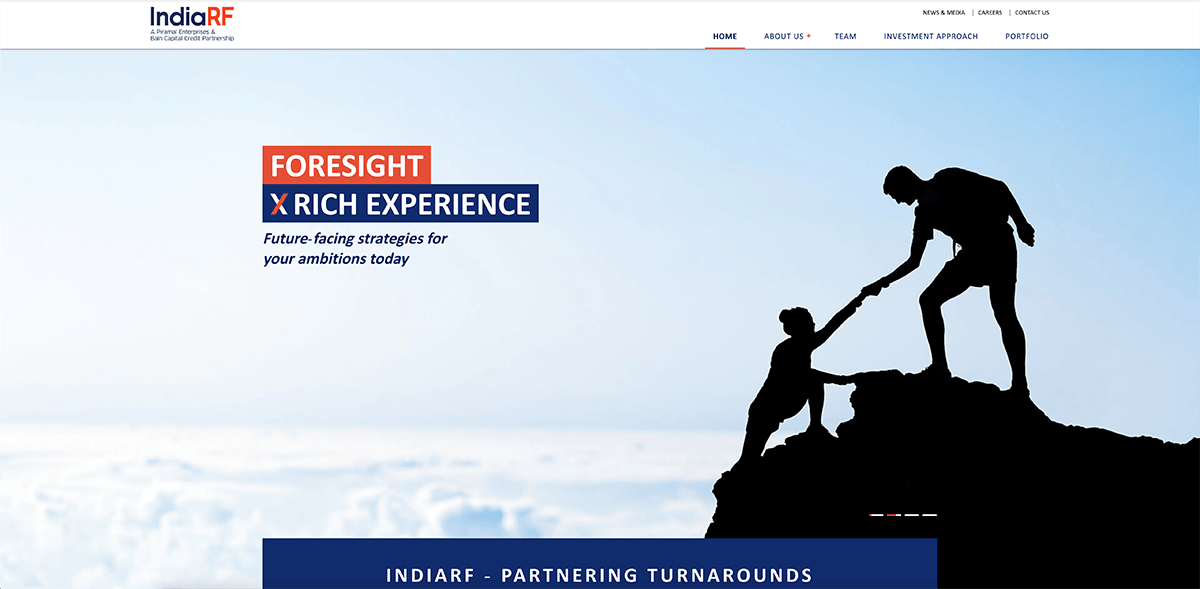 IndiaRF
A Piramal Enterprises &
Bain Capital Credit Partnership
NEWS & MEDIA | CAREERS | CONTACT US
HOME ABOUT US + TEAM INVESTMENT APPROACH PORTFOLIO
FORESIGHT
X RICH EXPERIENCE
Future-facing strategies for
your ambitions today
INDIARF - PARTNERING TURNAROUNDS